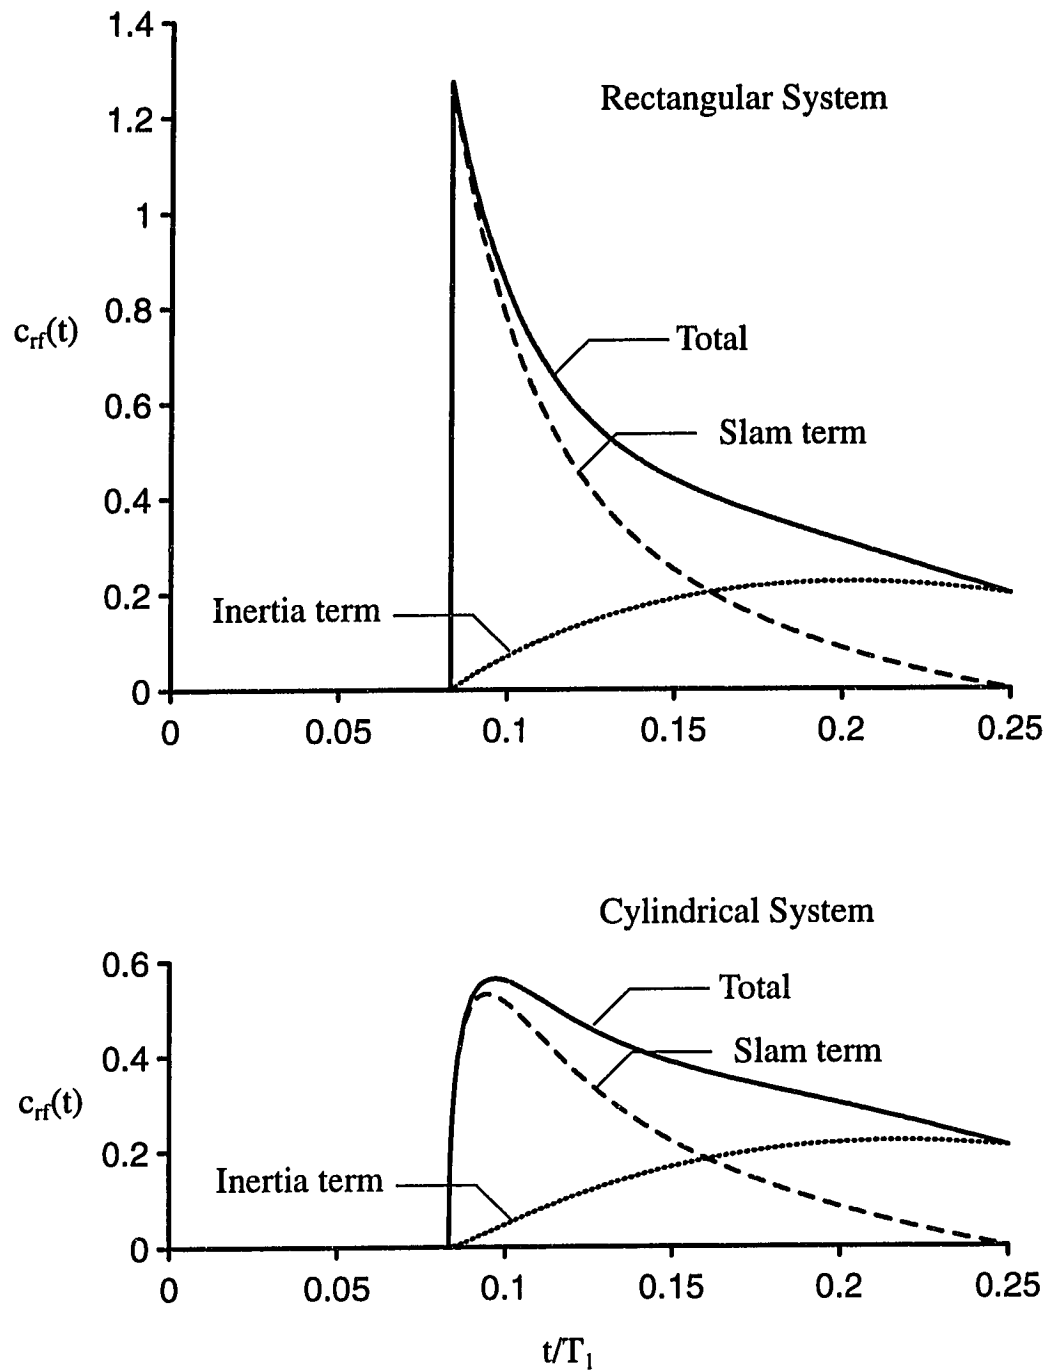 1.4
Rectangular System
1.2
1
0.8
c_rf(t)
Total
0.6
Slam term
0.4
0.2
Inertia term
0
0 0.05 0.1 0.15 0.2 0.25
Cylindrical System
0.6
Total
0.4
Slam term
c_rf(t)
0.2
Inertia term
0
0 0.05 0.1 0.15 0.2 0.25
t/T_1